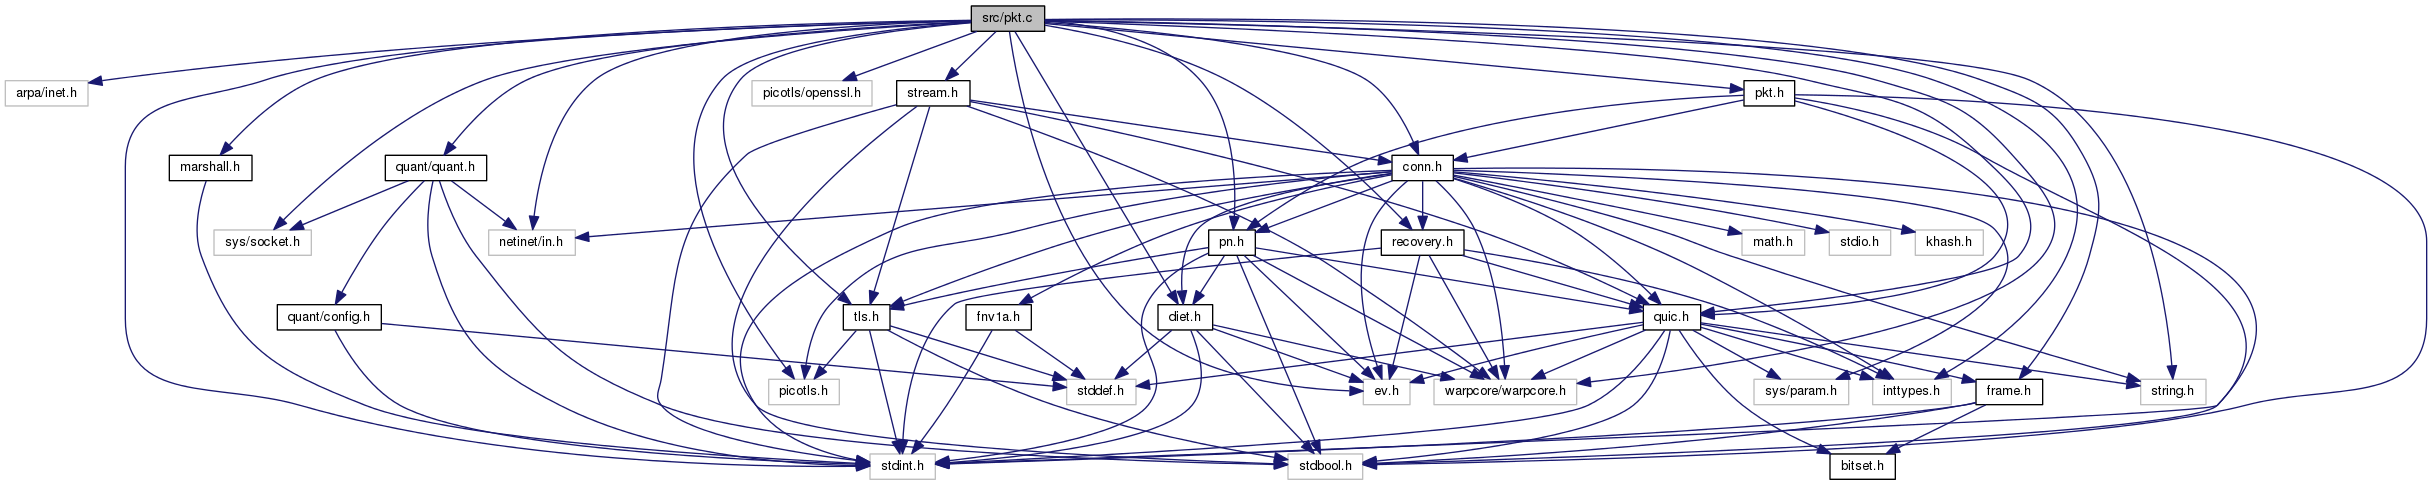 src/pkt.c
arpa/inet.h
picotls/openssl.h
stream.h
pkt.h
marshall.h
quant/quant.h
conn.h
sys/socket.h
netinet/in.h
pn.h
recovery.h
math.h
stdio.h
khash.h
quant/config.h
tls.h
fnv1a.h
diet.h
quic.h
picotls.h
stddef.h
ev.h
warpcore/warpcore.h
sys/param.h
inttypes.h
frame.h
string.h
stdint.h
stdbool.h
bitset.h